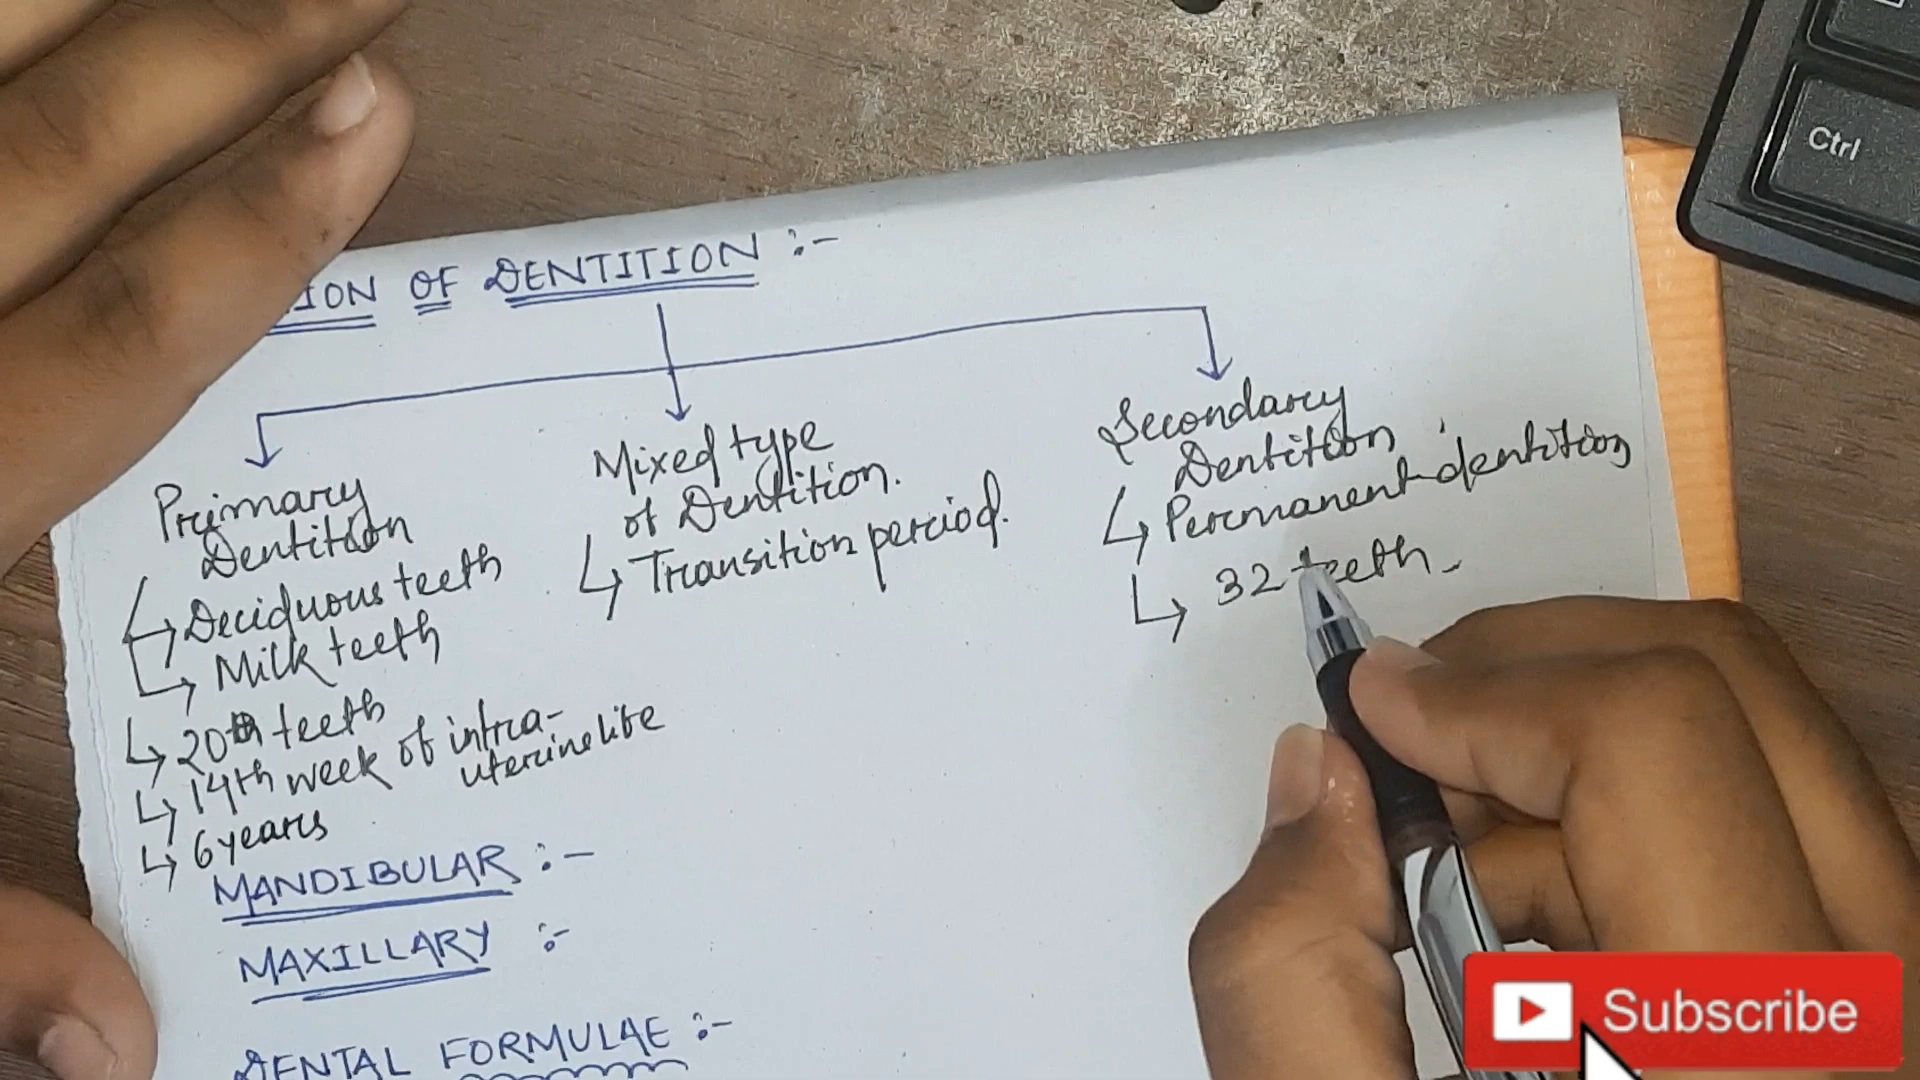 ION OF DENTITION :-
Primary
Dentition
Deciduous teeth
Milk teeth
20th teeth
14th week of intra-
uterine life
6 years
Mixed type
of Dentition.
Transition period.
Secondary
Dentition
Permanent dentition
32 teeth -
MANDIBULAR :-
MAXILLARY :-
DENTAL FORMULAE :-
Ctrl
Subscribe